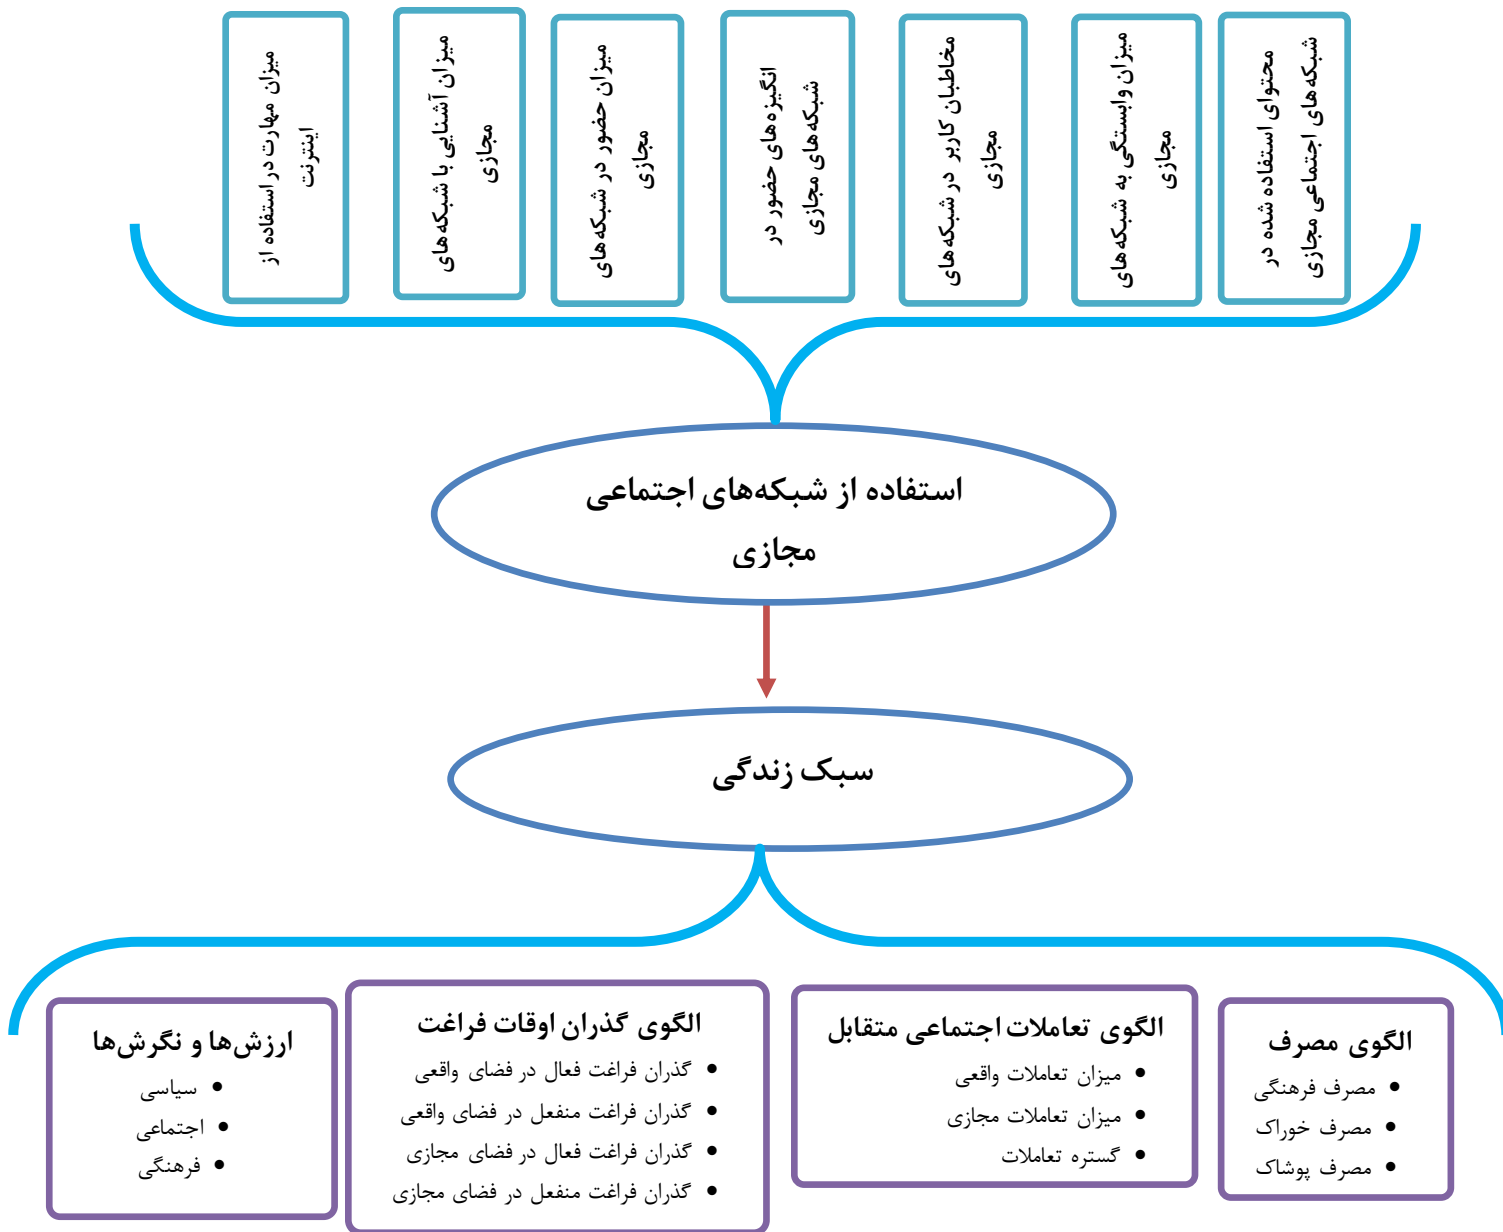 محتوای استفاده شده در
شبکه‌های اجتماعی مجازی
میزان وابستگی به شبکه‌های
مجازی
مخاطبان کاربر در شبکه‌های
مجازی
انگیزه‌های حضور در
شبکه‌های مجازی
میزان حضور در شبکه‌های
مجازی
میزان آشنایی با شبکه‌های
مجازی
میزان مهارت در استفاده از
اینترنت
استفاده از شبکه‌های اجتماعی
مجازی
سبک زندگی
الگوی مصرف
• مصرف فرهنگی
• مصرف خوراک
• مصرف پوشاک
الگوی تعاملات اجتماعی متقابل
• میزان تعاملات واقعی
• میزان تعاملات مجازی
• گستره تعاملات
الگوی گذران اوقات فراغت
• گذران فراغت فعال در فضای واقعی
• گذران فراغت منفعل در فضای واقعی
• گذران فراغت فعال در فضای مجازی
• گذران فراغت منفعل در فضای مجازی
ارزش‌ها و نگرش‌ها
• سیاسی
• اجتماعی
• فرهنگی